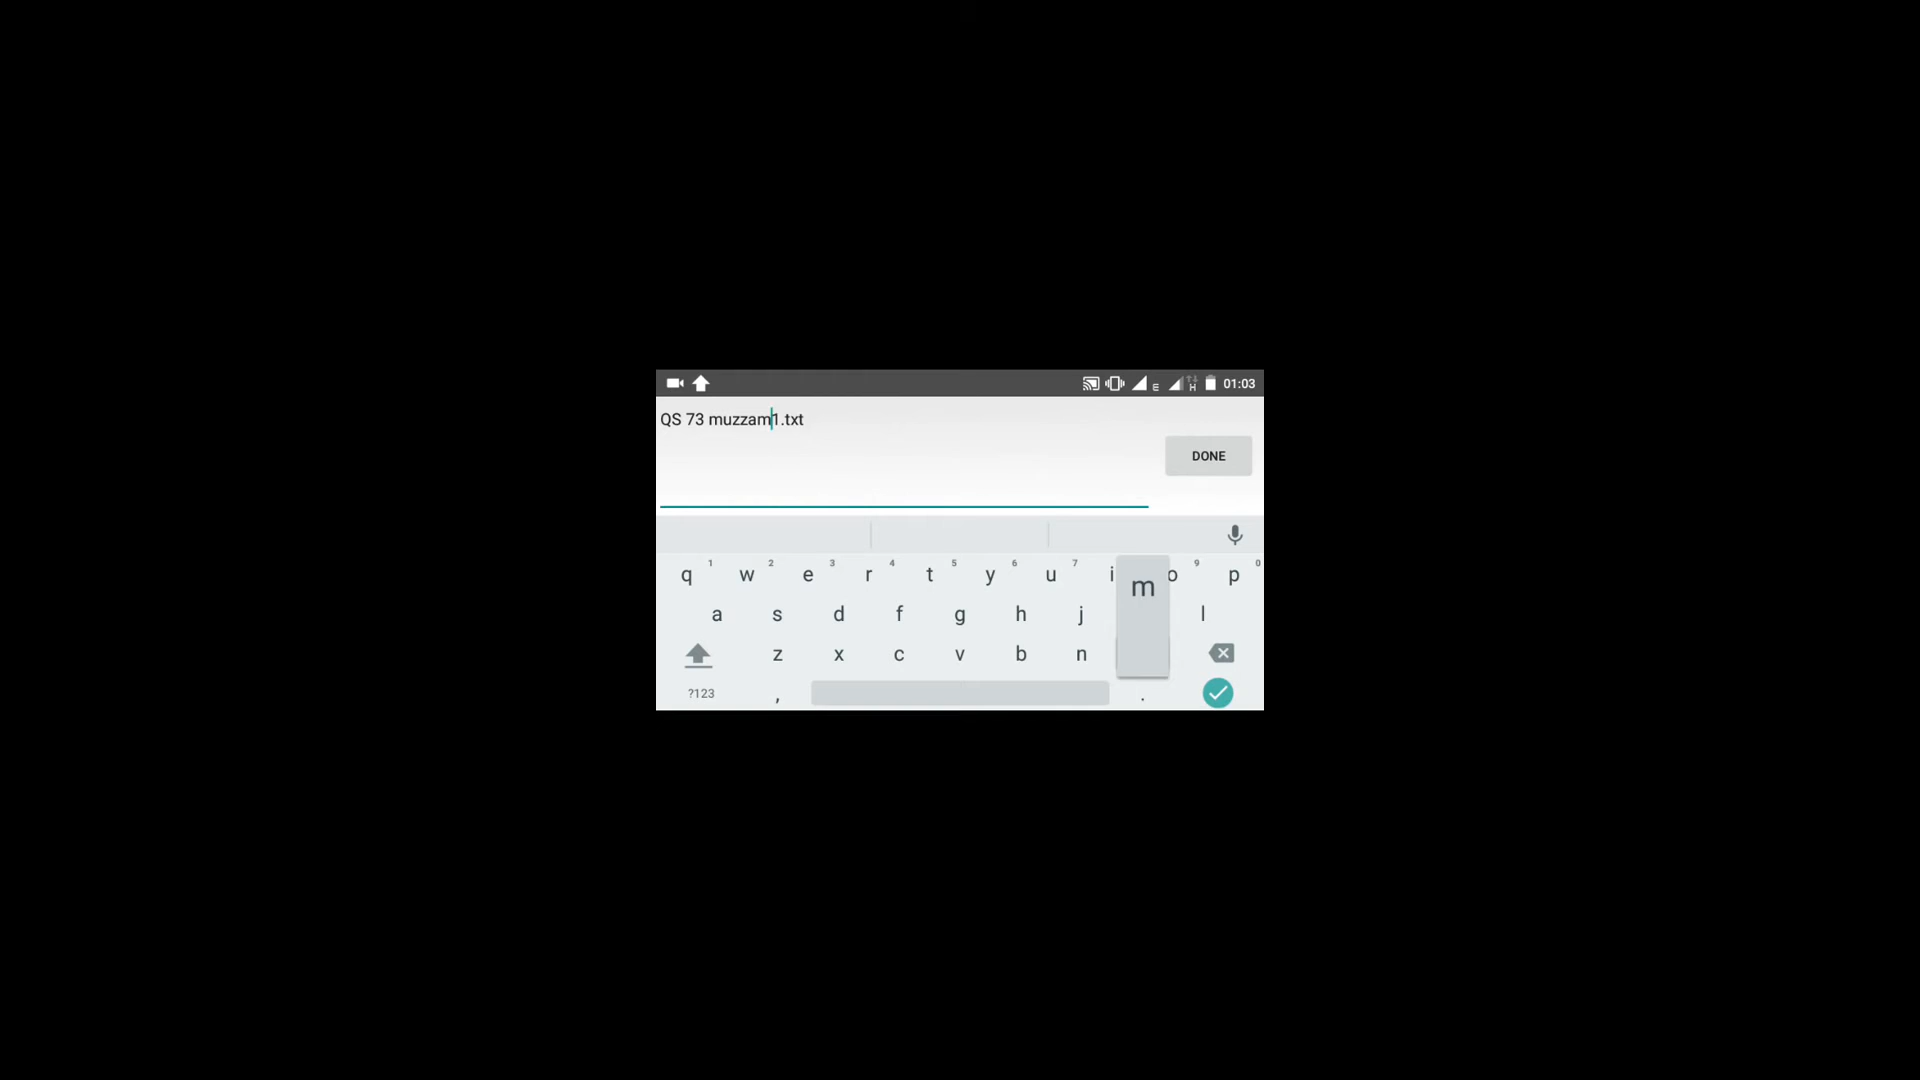 E H 01:03
QS 73 muzzam1.txt
DONE
1 2 3 4 5 6 7 9 0
q w e r t y u i o p
m
a s d f g h j l
z x c v b n
?123 , .